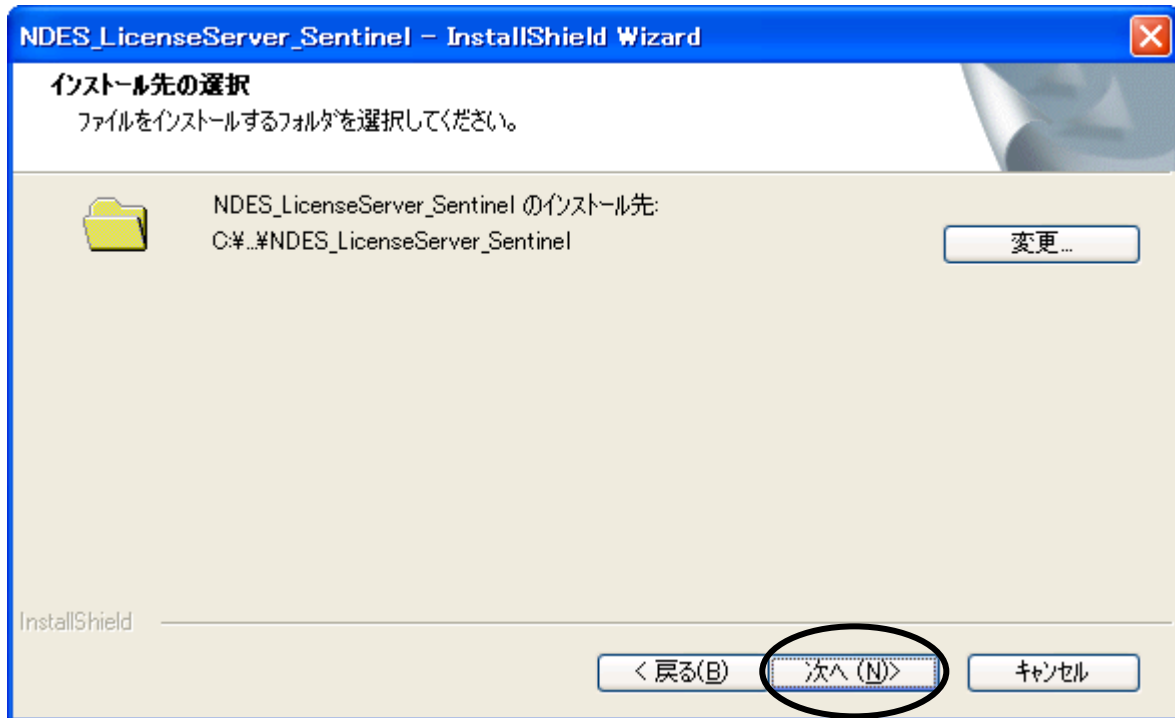 NDES_LicenseServer_Sentinel - InstallShield Wizard
インストール先の選択
ファイルをインストールするフォルダを選択してください。
NDES_LicenseServer_Sentinel のインストール先:
C:¥...¥NDES_LicenseServer_Sentinel
変更...
InstallShield
< 戻る(B)
次へ (N)>
キャンセル